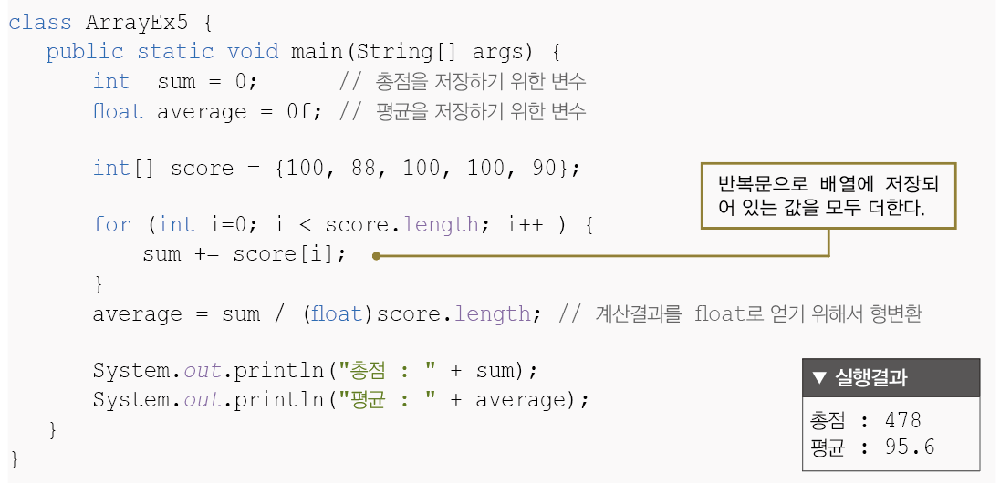 class ArrayEx5 {
public static void main(String[] args) {
int  sum = 0;      // 총점을 저장하기 위한 변수
float average = 0f; // 평균을 저장하기 위한 변수
int[] score = {100, 88, 100, 100, 90};
반복문으로 배열에 저장되
어 있는 값을 모두 더한다.
for (int i=0; i < score.length; i++ ) {
sum += score[i];
}
average = sum / (float)score.length; // 계산결과를 float로 얻기 위해서 형변환
System.out.println("총점 : " + sum);
System.out.println("평균 : " + average);
}
}
▼ 실행결과
총점 : 478
평균 : 95.6